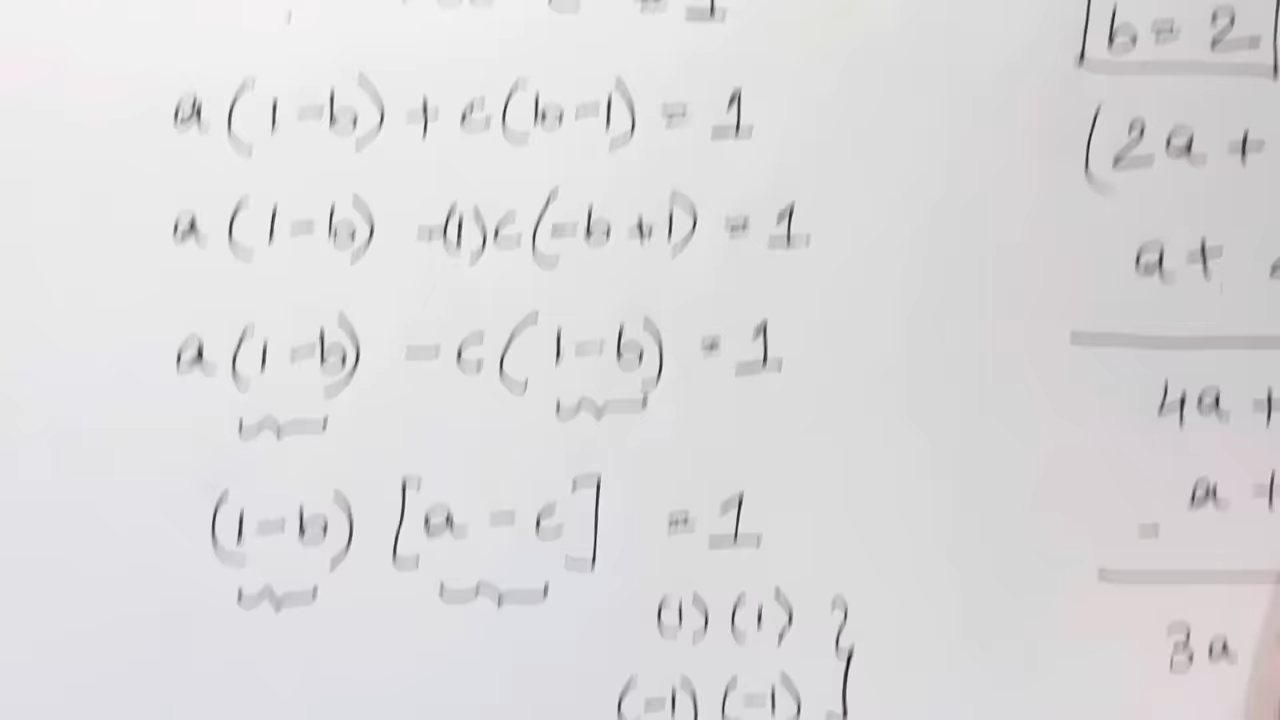 = 1
a (1-b) + c (b-1) = 1
a (1-b) -(1)c(-b+1) = 1
a (1-b) - c (1-b) = 1
(1-b) [a - c] = 1
(1) (1) }
(-1) (-1)
b = 2
(2a +
a +
4a +
- a +
3a